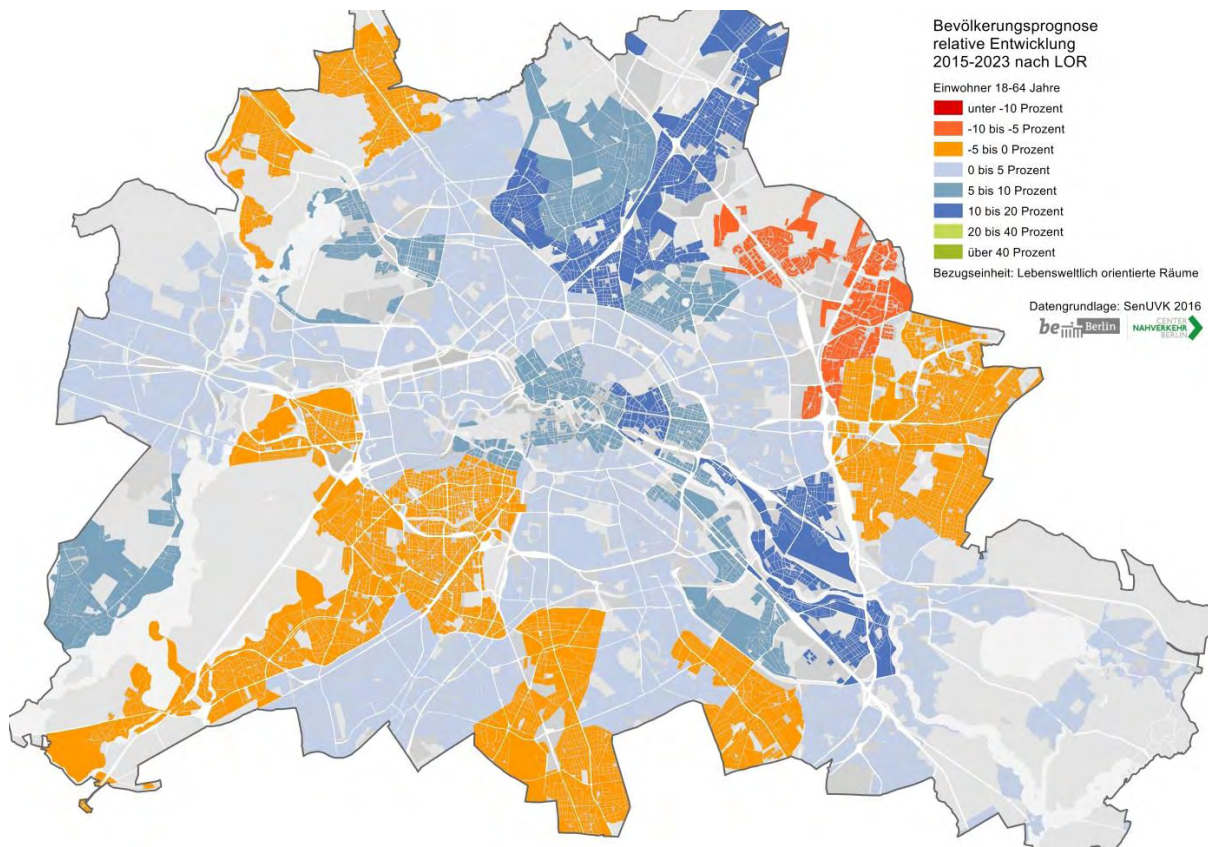 Bevölkerungsprognose
relative Entwicklung
2015-2023 nach LOR
Einwohner 18-64 Jahre
unter -10 Prozent
-10 bis -5 Prozent
-5 bis 0 Prozent
0 bis 5 Prozent
5 bis 10 Prozent
10 bis 20 Prozent
20 bis 40 Prozent
über 40 Prozent
Bezugseinheit: Lebensweltlich orientierte Räume
Datengrundlage: SenUVK 2016
be Berlin
CENTER
NAHVERKEHR
BERLIN